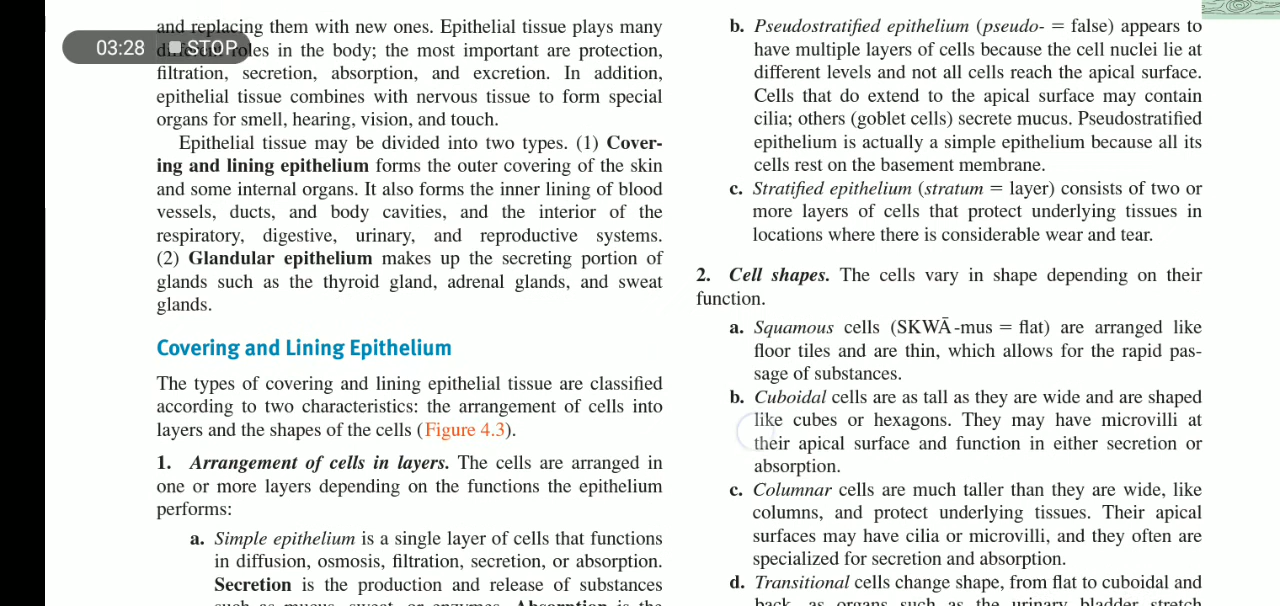 and replacing them with new ones. Epithelial tissue plays many
03:28 STOP
roles in the body; the most important are protection,
filtration, secretion, absorption, and excretion. In addition,
epithelial tissue combines with nervous tissue to form special
organs for smell, hearing, vision, and touch.
Epithelial tissue may be divided into two types. (1) Cover-
ing and lining epithelium forms the outer covering of the skin
and some internal organs. It also forms the inner lining of blood
vessels, ducts, and body cavities, and the interior of the
respiratory, digestive, urinary, and reproductive systems.
(2) Glandular epithelium makes up the secreting portion of
glands such as the thyroid gland, adrenal glands, and sweat
glands.
Covering and Lining Epithelium
The types of covering and lining epithelial tissue are classified
according to two characteristics: the arrangement of cells into
layers and the shapes of the cells (Figure 4.3).
1. Arrangement of cells in layers. The cells are arranged in
one or more layers depending on the functions the epithelium
performs:
a. Simple epithelium is a single layer of cells that functions
in diffusion, osmosis, filtration, secretion, or absorption.
Secretion is the production and release of substances
such as mucus, sweat, or enzymes. Absorption is the
b. Pseudostratified epithelium (pseudo- = false) appears to
have multiple layers of cells because the cell nuclei lie at
different levels and not all cells reach the apical surface.
Cells that do extend to the apical surface may contain
cilia; others (goblet cells) secrete mucus. Pseudostratified
epithelium is actually a simple epithelium because all its
cells rest on the basement membrane.
c. Stratified epithelium (stratum = layer) consists of two or
more layers of cells that protect underlying tissues in
locations where there is considerable wear and tear.
2. Cell shapes. The cells vary in shape depending on their
function.
a. Squamous cells (SKWĀ-mus = flat) are arranged like
floor tiles and are thin, which allows for the rapid pas-
sage of substances.
b. Cuboidal cells are as tall as they are wide and are shaped
like cubes or hexagons. They may have microvilli at
their apical surface and function in either secretion or
absorption.
c. Columnar cells are much taller than they are wide, like
columns, and protect underlying tissues. Their apical
surfaces may have cilia or microvilli, and they often are
specialized for secretion and absorption.
d. Transitional cells change shape, from flat to cuboidal and
back, as organs such as the urinary bladder stretch